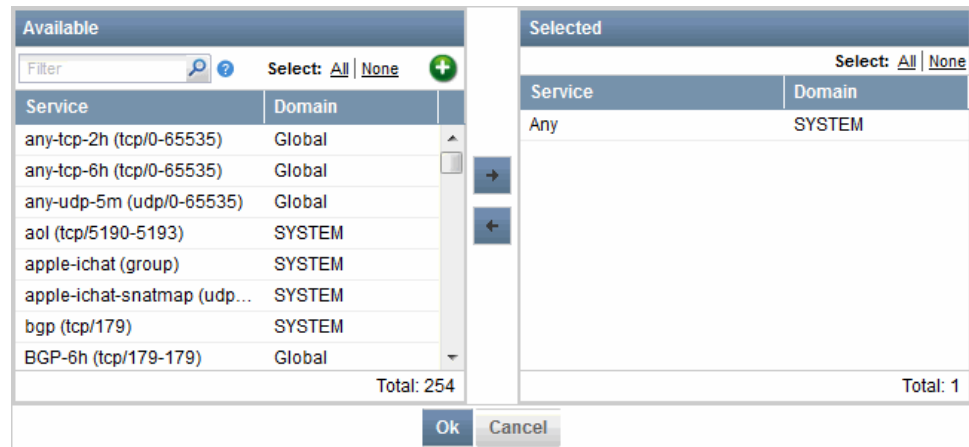 Available
Filter ? Select: All | None
Service Domain
any-tcp-2h (tcp/0-65535) Global
any-tcp-6h (tcp/0-65535) Global
any-udp-5m (udp/0-65535) Global
aol (tcp/5190-5193) SYSTEM
apple-ichat (group) SYSTEM
apple-ichat-snatmap (udp... SYSTEM
bgp (tcp/179) SYSTEM
BGP-6h (tcp/179-179) Global
Total: 254
Selected
Select: All | None
Service Domain
Any SYSTEM
Total: 1
Ok Cancel